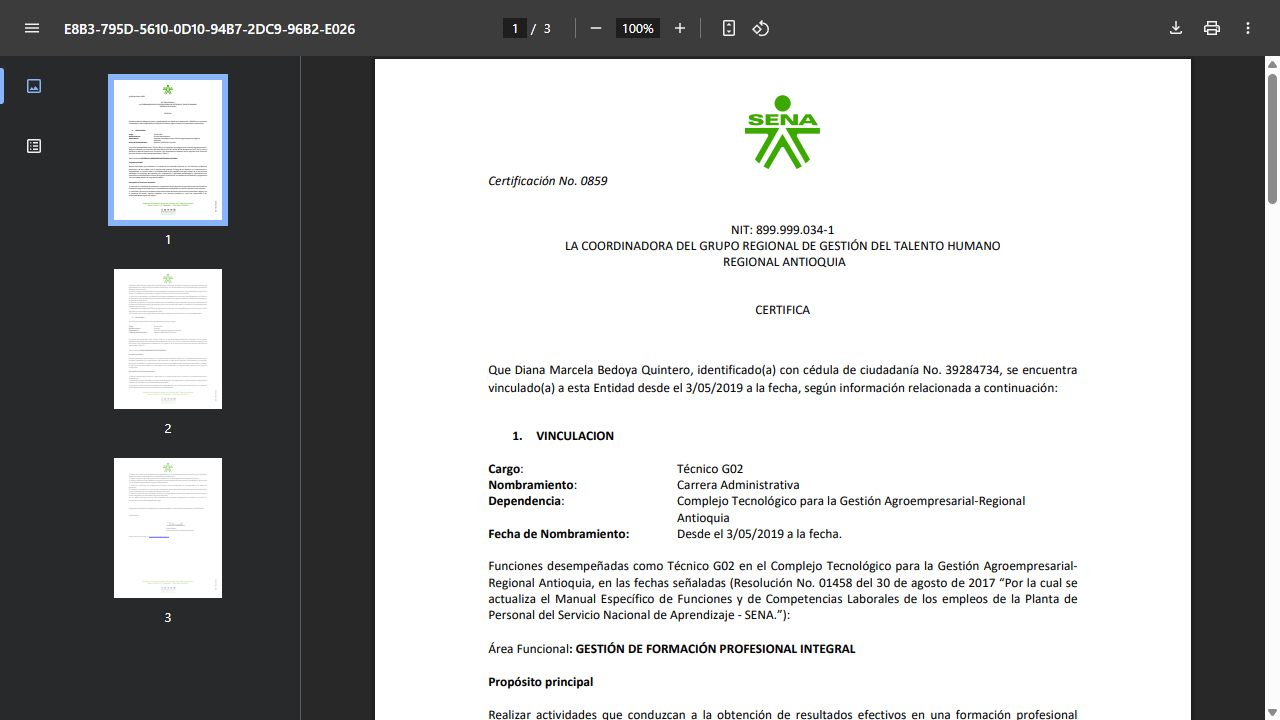 E8B3-795D-5610-0D10-94B7-2DC9-96B2-E026
1 / 3
100%
1
2
3
SENA
Certificación No. 0859
NIT: 899.999.034-1
LA COORDINADORA DEL GRUPO REGIONAL DE GESTIÓN DEL TALENTO HUMANO
REGIONAL ANTIOQUIA
CERTIFICA
Que Diana Marcela Bedoya Quintero, identificado(a) con cédula de ciudadanía No. 39284734, se encuentra
vinculado(a) a esta Entidad desde el 3/05/2019 a la fecha, según información relacionada a continuación:
1. VINCULACION
Cargo: Técnico G02
Nombramiento: Carrera Administrativa
Dependencia: Complejo Tecnológico para la Gestión Agroempresarial-Regional
Antioquia
Fecha de Nombramiento: Desde el 3/05/2019 a la fecha.
Funciones desempeñadas como Técnico G02 en el Complejo Tecnológico para la Gestión Agroempresarial-
Regional Antioquia, en las fechas señaladas (Resolución No. 01458 del 30 de agosto de 2017 “Por la cual se
actualiza el Manual Específico de Funciones y de Competencias Laborales de los empleos de la Planta de
Personal del Servicio Nacional de Aprendizaje - SENA.”):
Área Funcional: GESTIÓN DE FORMACIÓN PROFESIONAL INTEGRAL
Propósito principal
Realizar actividades que conduzcan a la obtención de resultados efectivos en una formación profesional